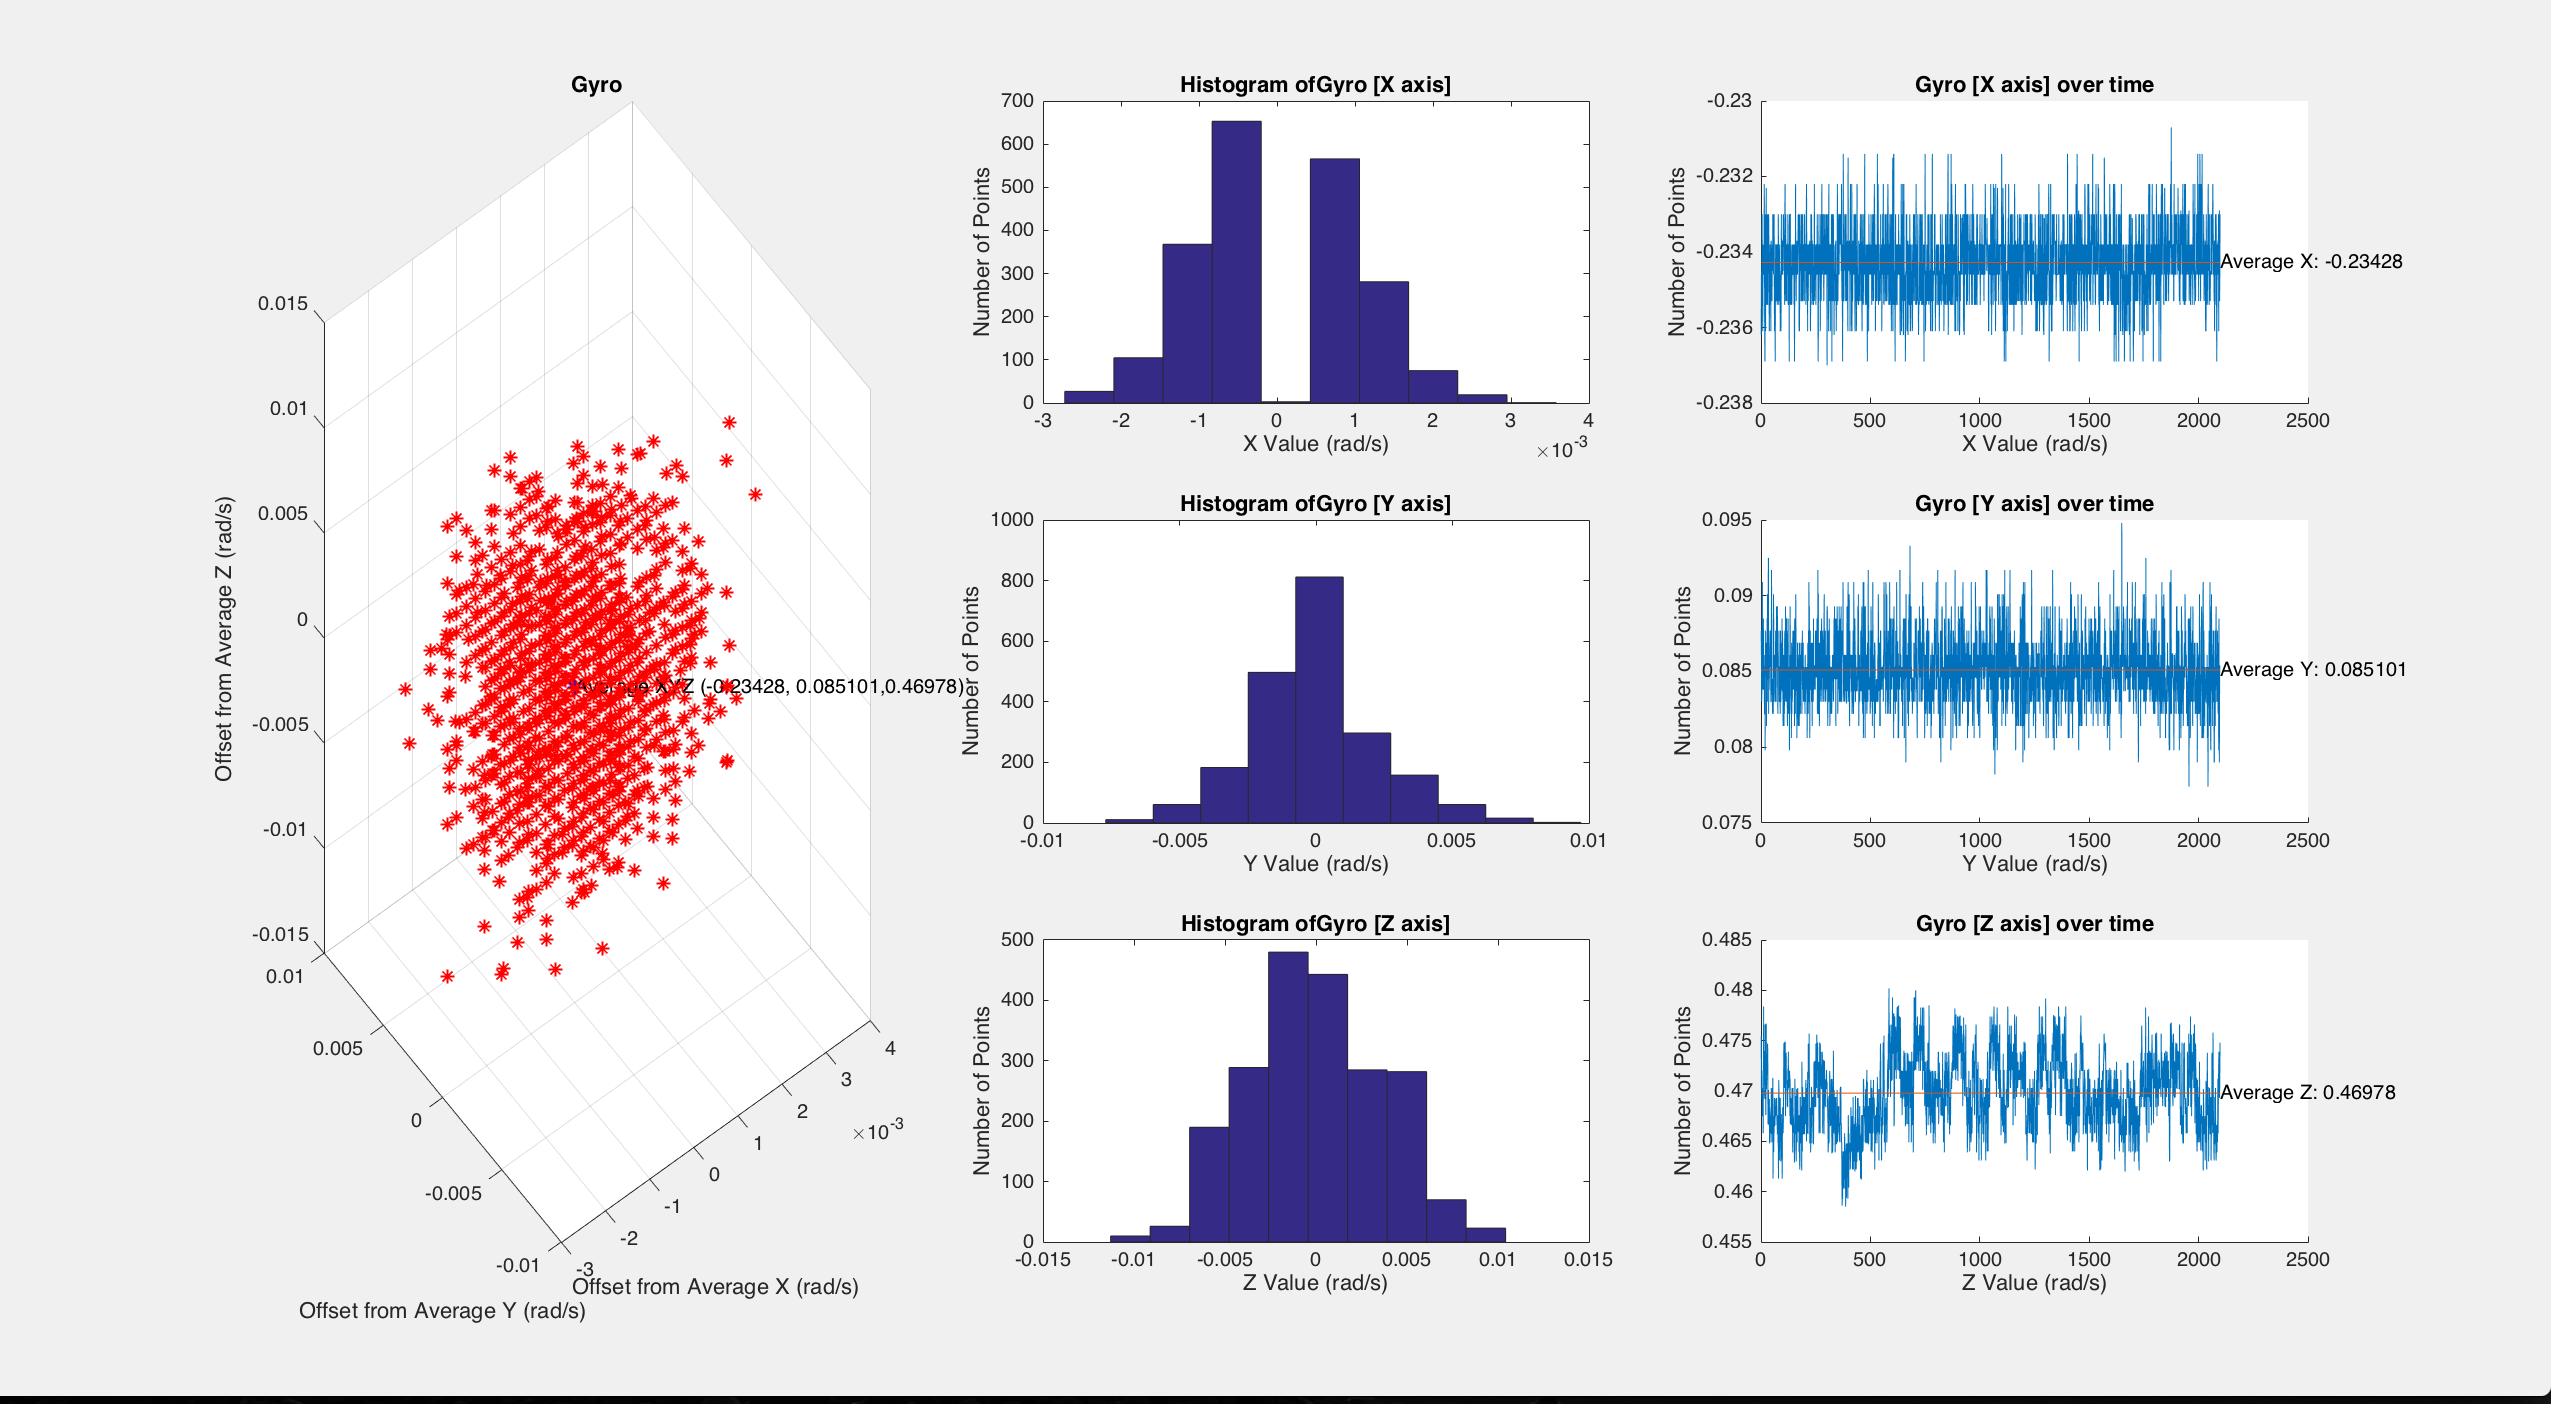 Gyro
0.015
0.01
0.005
0
-0.005
-0.01
-0.015
Offset from Average Z (rad/s)
Average XYZ (-0.23428, 0.085101,0.46978)
0.01
0.005
0
-0.005
-0.01
Offset from Average Y (rad/s)
4
3
2
1
0
-1
-2
-3
×10-3
Offset from Average X (rad/s)
Histogram ofGyro [X axis]
700
600
500
400
300
200
100
0
Number of Points
-3 -2 -1 0 1 2 3 4
X Value (rad/s)
×10-3
Gyro [X axis] over time
-0.23
-0.232
-0.234
-0.236
-0.238
Number of Points
Average X: -0.23428
0 500 1000 1500 2000 2500
X Value (rad/s)
Histogram ofGyro [Y axis]
1000
800
600
400
200
0
Number of Points
-0.01 -0.005 0 0.005 0.01
Y Value (rad/s)
Gyro [Y axis] over time
0.095
0.09
0.085
0.08
0.075
Number of Points
Average Y: 0.085101
0 500 1000 1500 2000 2500
Y Value (rad/s)
Histogram ofGyro [Z axis]
500
400
300
200
100
0
Number of Points
-0.015 -0.01 -0.005 0 0.005 0.01 0.015
Z Value (rad/s)
Gyro [Z axis] over time
0.485
0.48
0.475
0.47
0.465
0.46
0.455
Number of Points
Average Z: 0.46978
0 500 1000 1500 2000 2500
Z Value (rad/s)